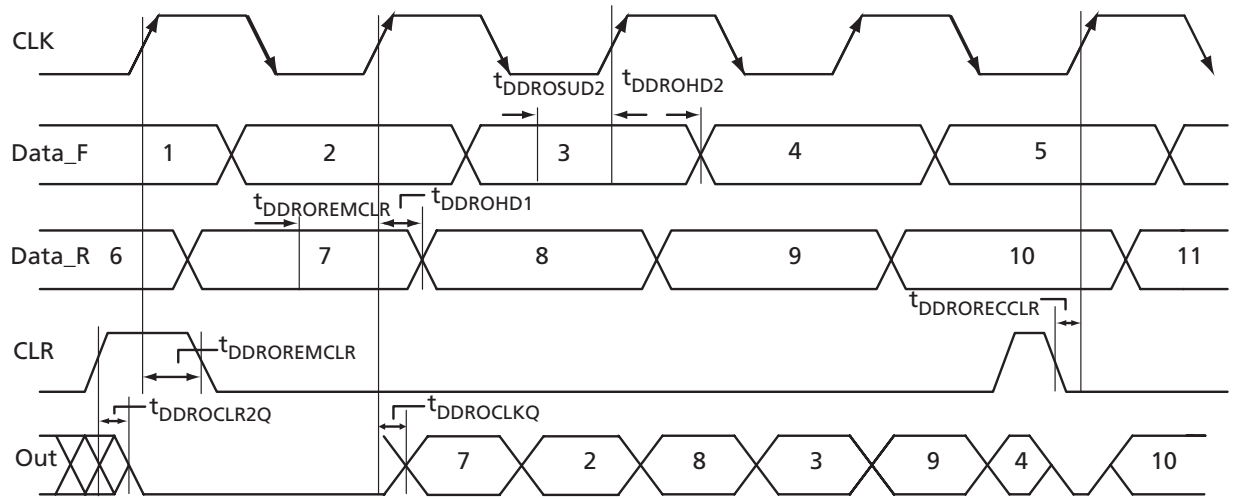 CLK
tDDROSUD2 tDDROHD2
Data_F 1 2 3 4 5
tDDROREMCLR tDDROHD1
Data_R 6 7 8 9 10 11
tDDRORECCLR
CLR
tDDROREMCLR
tDDROCLR2Q tDDROCLKQ
Out 7 2 8 3 9 4 10